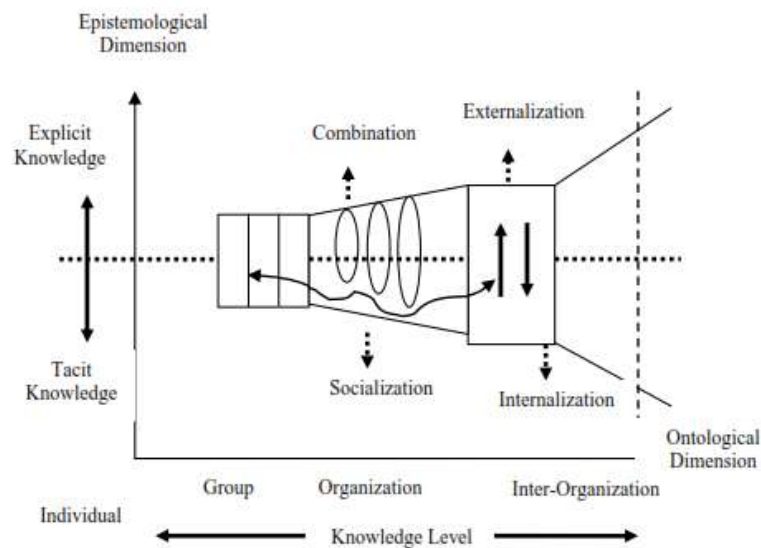 Epistemological
Dimension
Externalization
Combination
Explicit
Knowledge
Tacit
Knowledge
Socialization
Internalization
Ontological
Dimension
Group
Organization
Inter-Organization
Individual
Knowledge Level